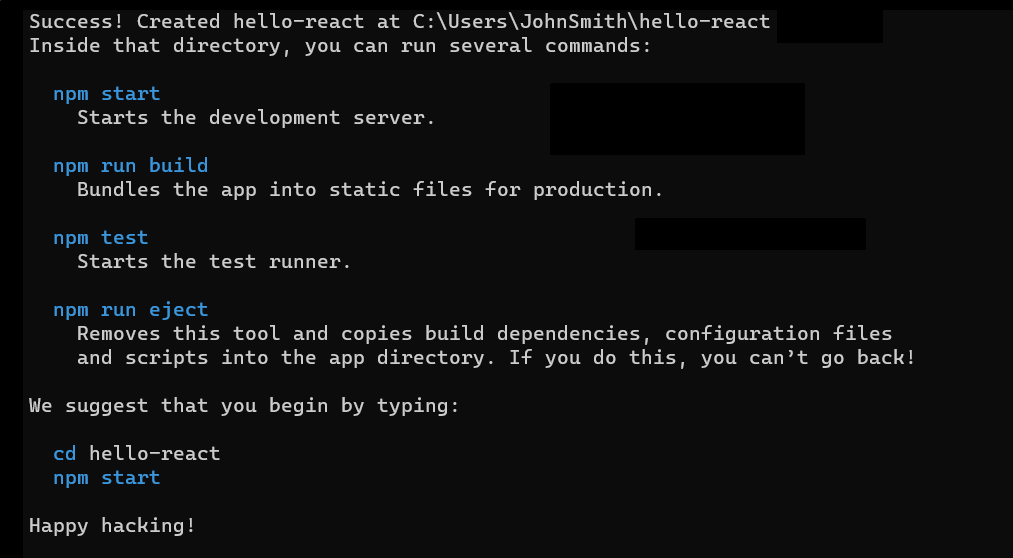 Success! Created hello-react at C:\Users\JohnSmith\hello-react
Inside that directory, you can run several commands:
npm start
Starts the development server.
npm run build
Bundles the app into static files for production.
npm test
Starts the test runner.
npm run eject
Removes this tool and copies build dependencies, configuration files
and scripts into the app directory. If you do this, you can’t go back!
We suggest that you begin by typing:
cd hello-react
npm start
Happy hacking!